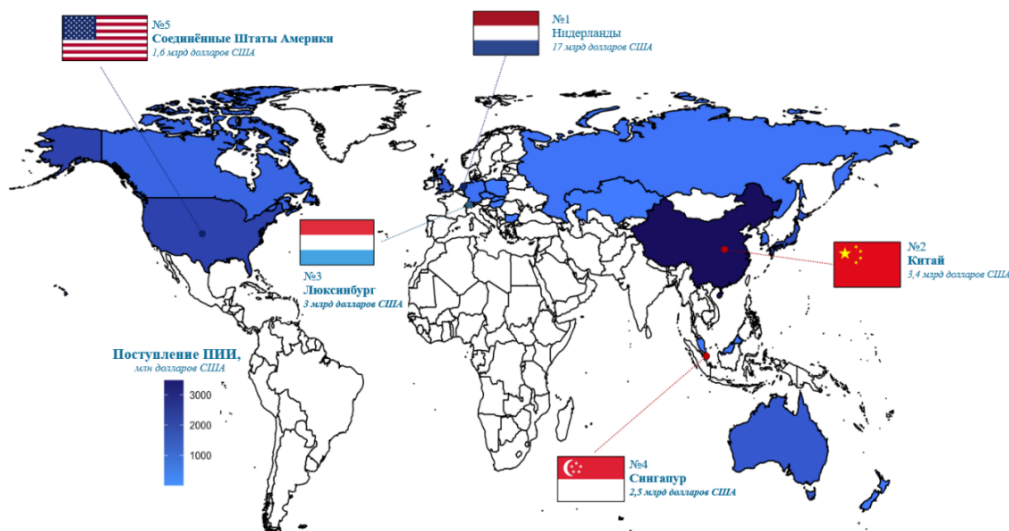 №5
Соединённые Штаты Америки
1,6 млрд долларов США
№1
Нидерланды
17 млрд долларов США
№3
Люксинбург
3 млрд долларов США
№2
Китай
3,4 млрд долларов США
Поступление ПИИ,
млн долларов США
3000
2000
1000
№4
Сингапур
2,5 млрд долларов США